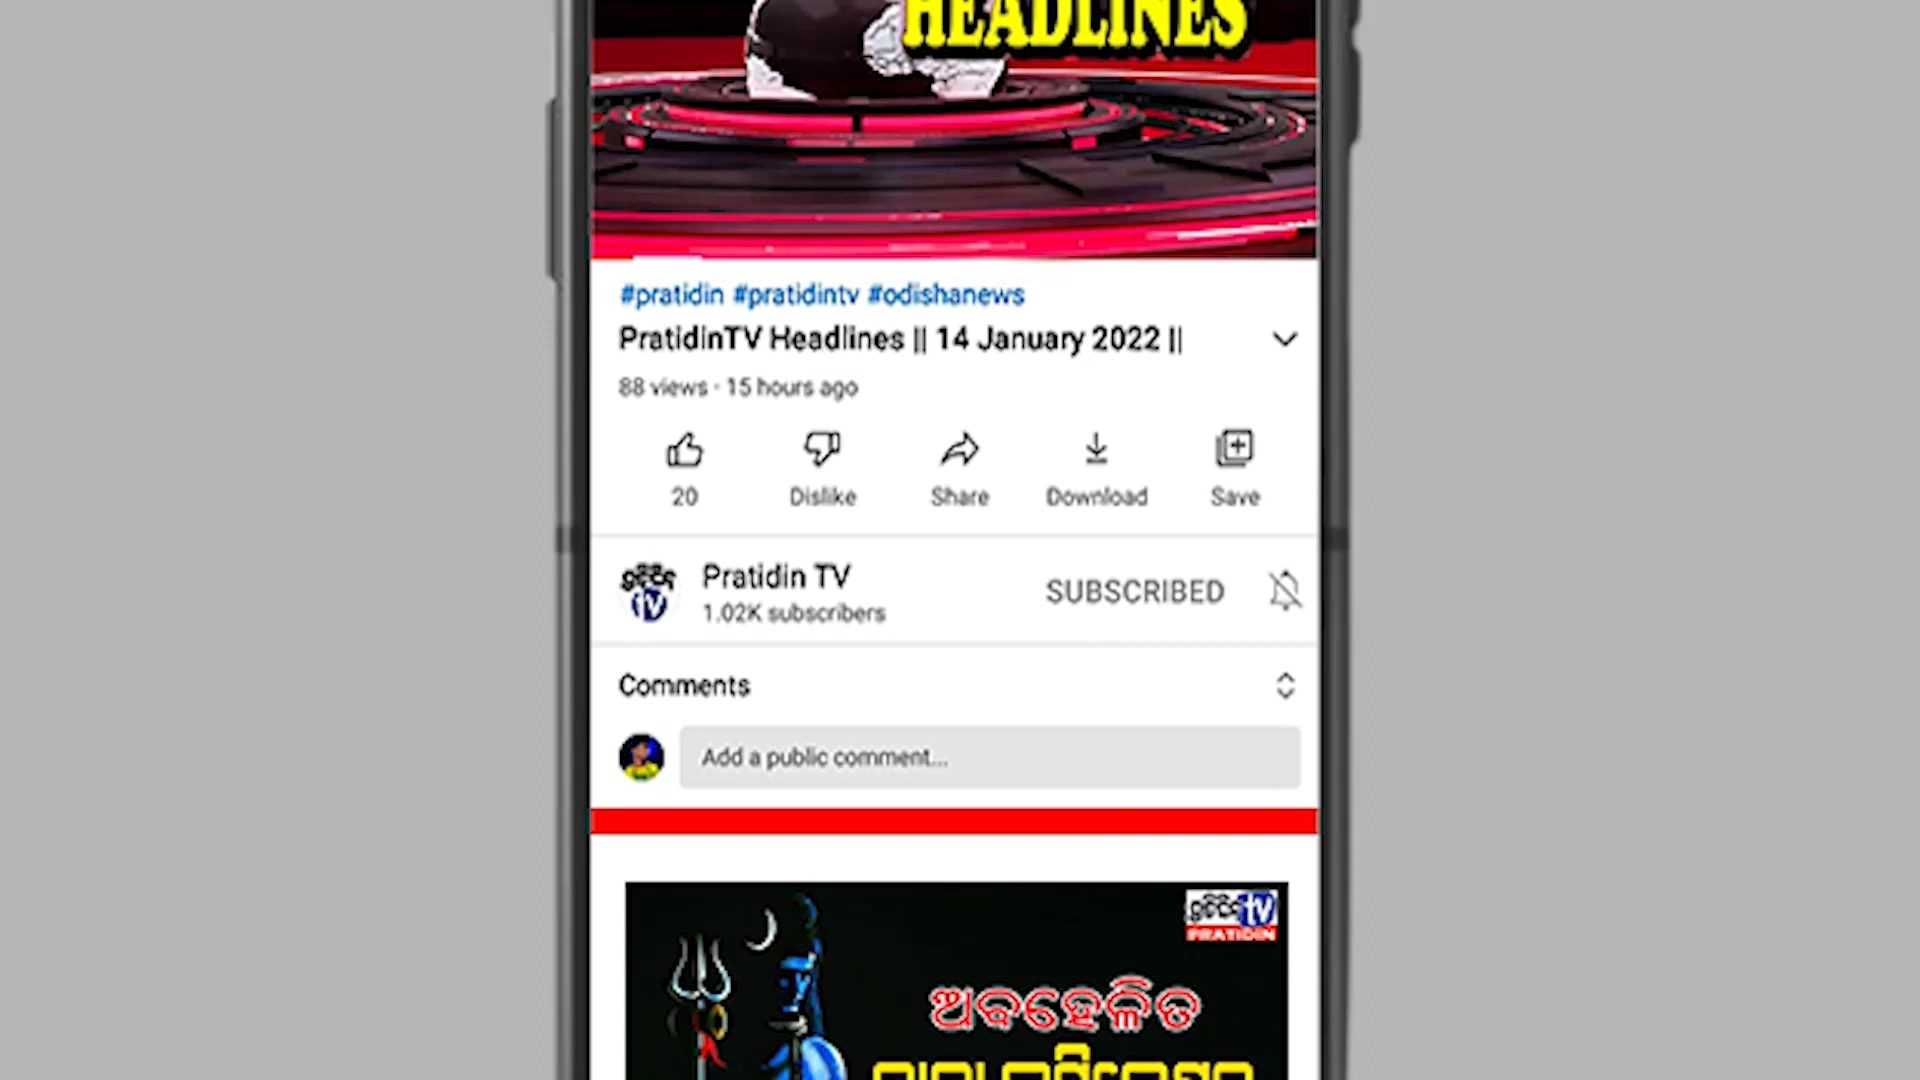 HEADLINES
#pratidin #pratidintv #odishanews
PratidinTV Headlines || 14 January 2022 ||
88 views · 15 hours ago
20 Dislike Share Download Save
Pratidin TV
SUBSCRIBED
1.02K subscribers
Comments
Add a public comment...
tv
PRATIDIN
ଅବହେଳିତ